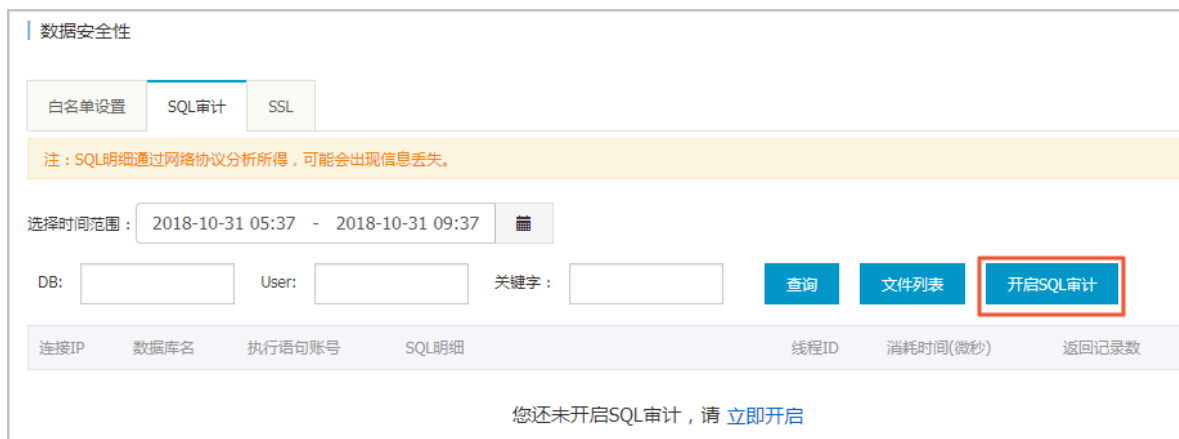 数据安全性
白名单设置 SQL审计 SSL
注：SQL明细通过网络协议分析所得，可能会出现信息丢失。
选择时间范围： 2018-10-31 05:37 - 2018-10-31 09:37
DB: User: 关键字： 查询 文件列表 开启SQL审计
连接IP 数据库名 执行语句账号 SQL明细 线程ID 消耗时间(微秒) 返回记录数
您还未开启SQL审计，请 立即开启